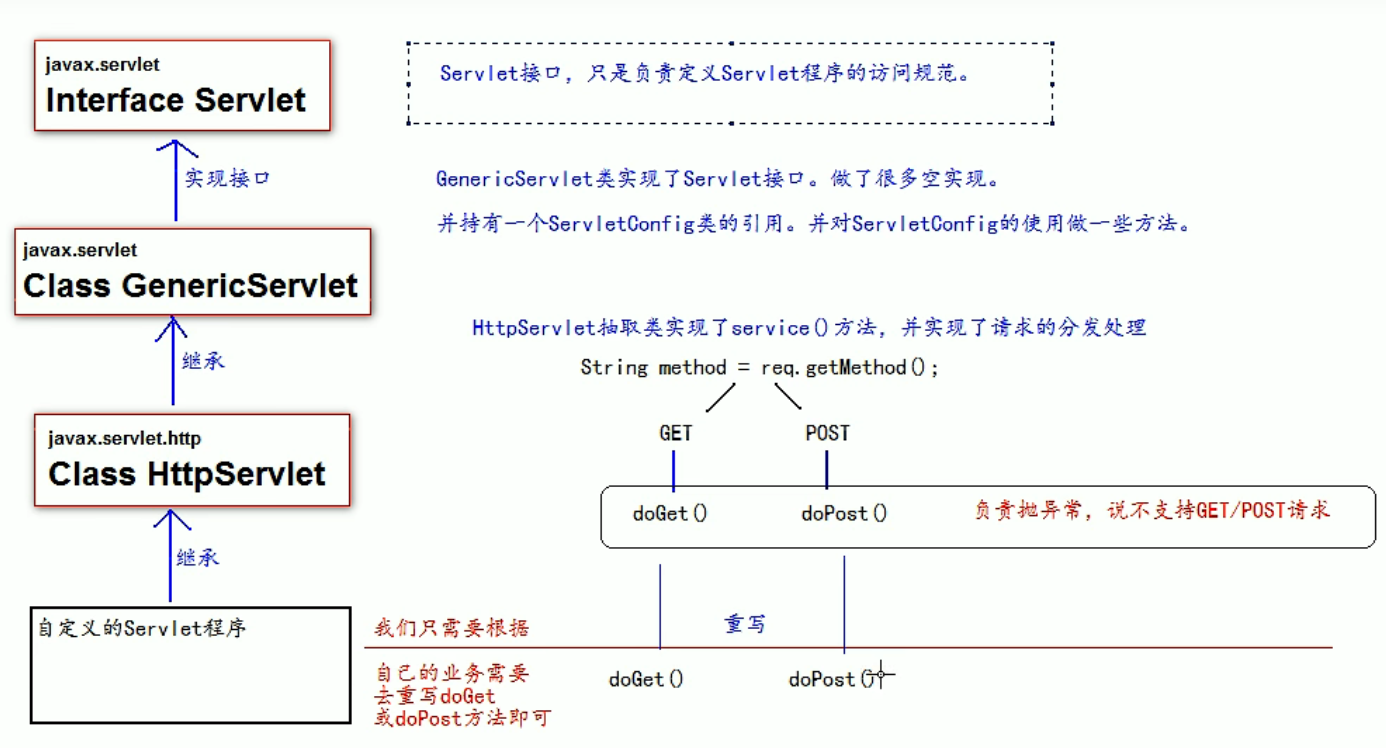 javax.servlet
Interface Servlet
Servlet接口，只是负责定义Servlet程序的访问规范。
实现接口
GenericServlet类实现了Servlet接口。做了很多空实现。
并持有一个ServletConfig类的引用。并对ServletConfig的使用做一些方法。
javax.servlet
Class GenericServlet
继承
HttpServlet抽取类实现了service()方法，并实现了请求的分发处理
String method = req.getMethod();
GET
POST
javax.servlet.http
Class HttpServlet
doGet()
doPost()
负责抛异常，说不支持GET/POST请求
继承
自定义的Servlet程序
我们只需要根据
重写
自己的业务需要
去重写doGet
或doPost方法即可
doGet()
doPost()